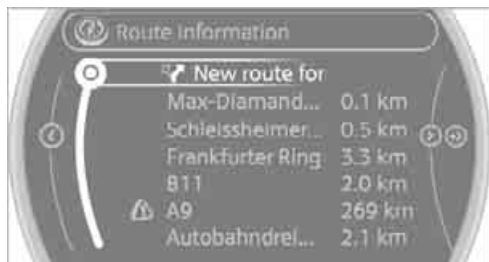 Route information
New route for
Max-Diamand... 0.1 km
Schleissheimer... 0.5 km
Frankfurter Ring 3.3 km
B11 2.0 km
A9 269 km
Autobahndrei... 2.1 km